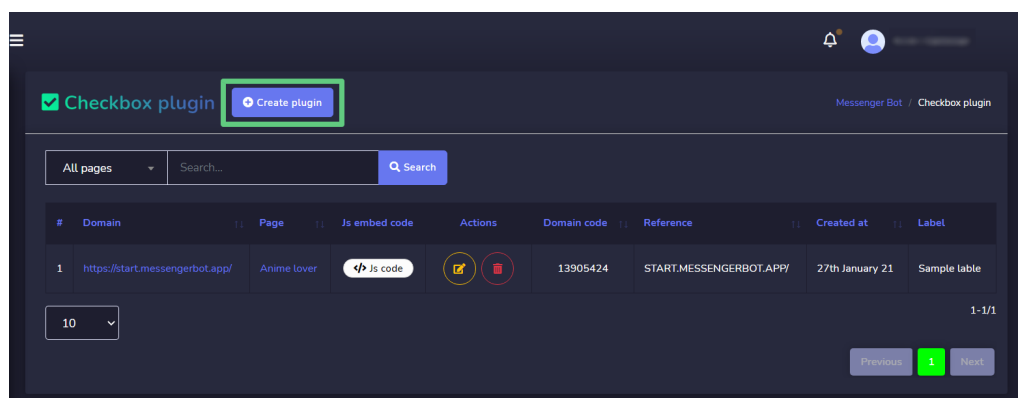 Checkbox plugin Create plugin Messenger Bot / Checkbox plugin
All pages Search... Search
# Domain Page Js embed code Actions Domain code Reference Created at Label
1 https://start.messengerbot.app/ Anime lover </> Js code 13905424 START.MESSENGERBOT.APP/ 27th January 21 Sample lable
1-1/1
10
Previous 1 Next